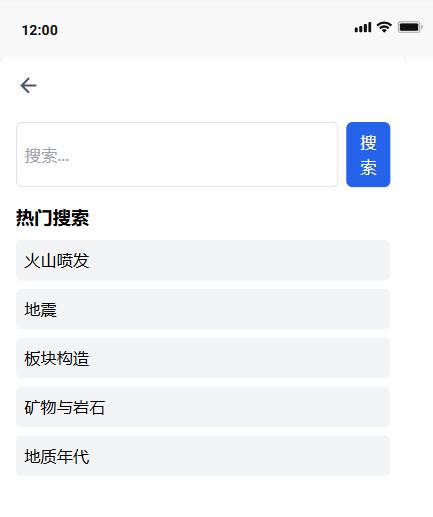 12:00
搜索...
搜
索
热门搜索
火山喷发
地震
板块构造
矿物与岩石
地质年代